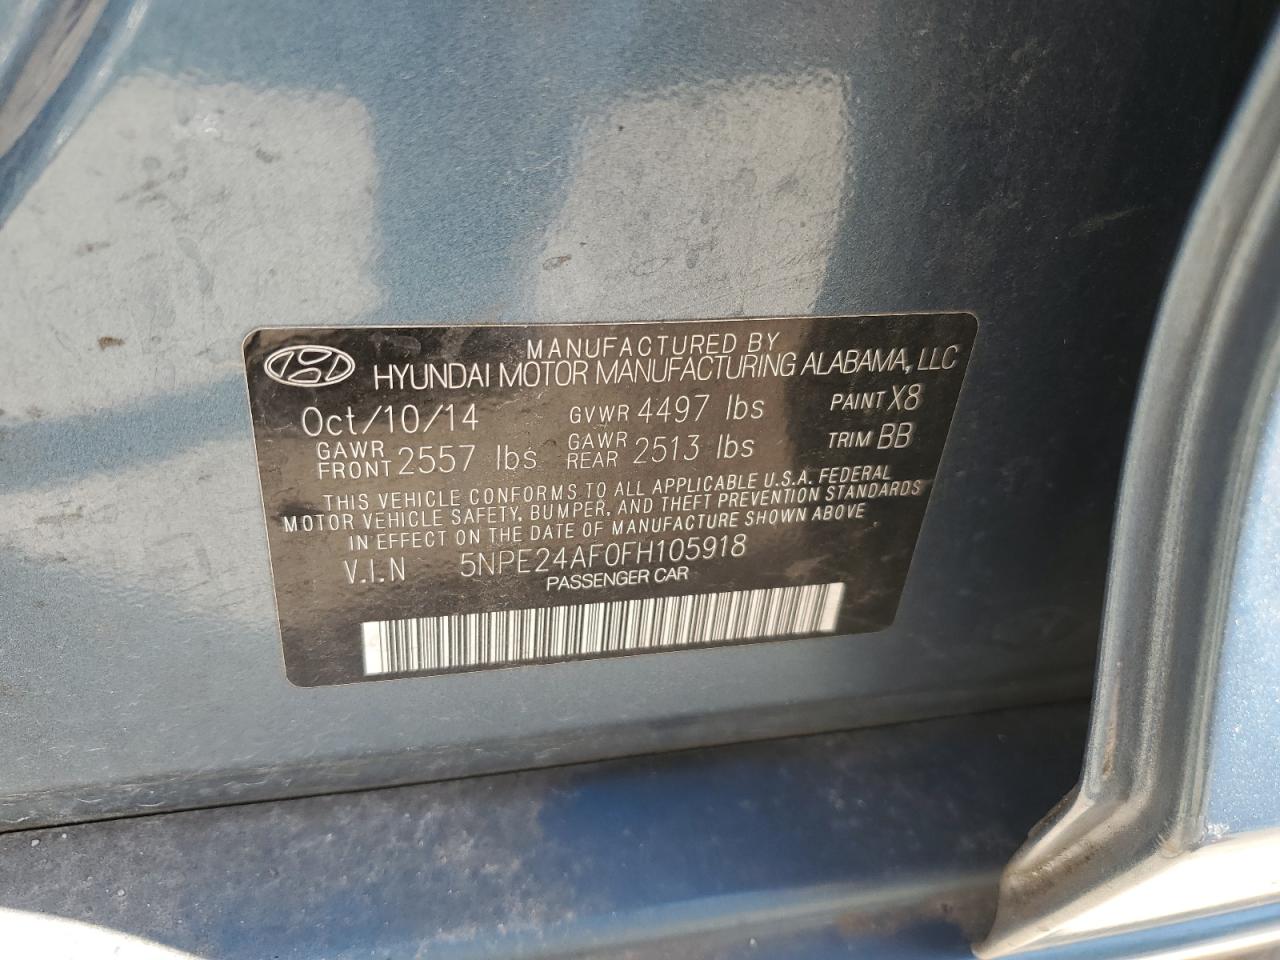 MANUFACTURED BY
HYUNDAI MOTOR MANUFACTURING ALABAMA, LLC
Oct/10/14 GVWR 4497 lbs PAINT X8
GAWR FRONT 2557 lbs GAWR REAR 2513 lbs TRIM BB
THIS VEHICLE CONFORMS TO ALL APPLICABLE U.S.A. FEDERAL
MOTOR VEHICLE SAFETY, BUMPER, AND THEFT PREVENTION STANDARDS
IN EFFECT ON THE DATE OF MANUFACTURE SHOWN ABOVE
V.I.N 5NPE24AF0FH105918
PASSENGER CAR